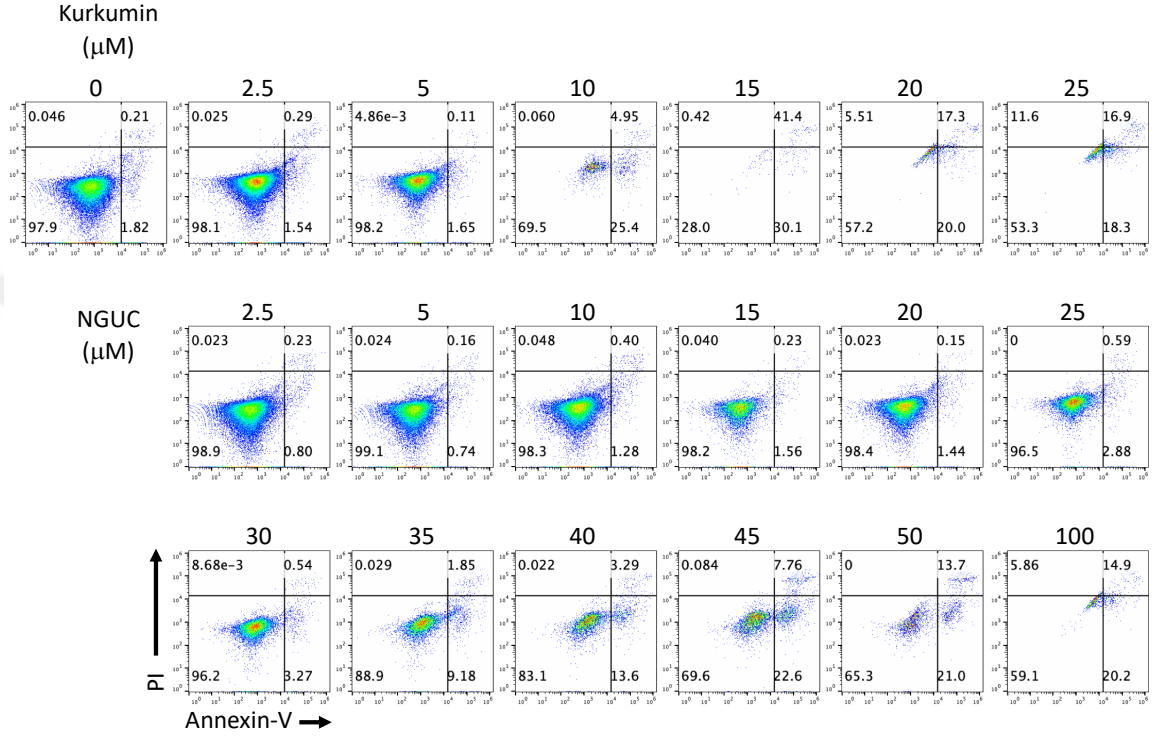 Kurkumin
(μM)
0 2.5 5 10 15 20 25
0.046 0.21 0.025 0.29 4.86e-3 0.11 0.060 4.95 0.42 41.4 5.51 17.3 11.6 16.9
97.9 1.82 98.1 1.54 98.2 1.65 69.5 25.4 28.0 30.1 57.2 20.0 53.3 18.3
NGUC
(μM)
2.5 5 10 15 20 25
0.023 0.23 0.024 0.16 0.048 0.40 0.040 0.23 0.023 0.15 0 0.59
98.9 0.80 99.1 0.74 98.3 1.28 98.2 1.56 98.4 1.44 96.5 2.88
30 35 40 45 50 100
8.68e-3 0.54 0.029 1.85 0.022 3.29 0.084 7.76 0 13.7 5.86 14.9
96.2 3.27 88.9 9.18 83.1 13.6 69.6 22.6 65.3 21.0 59.1 20.2
PI
Annexin-V